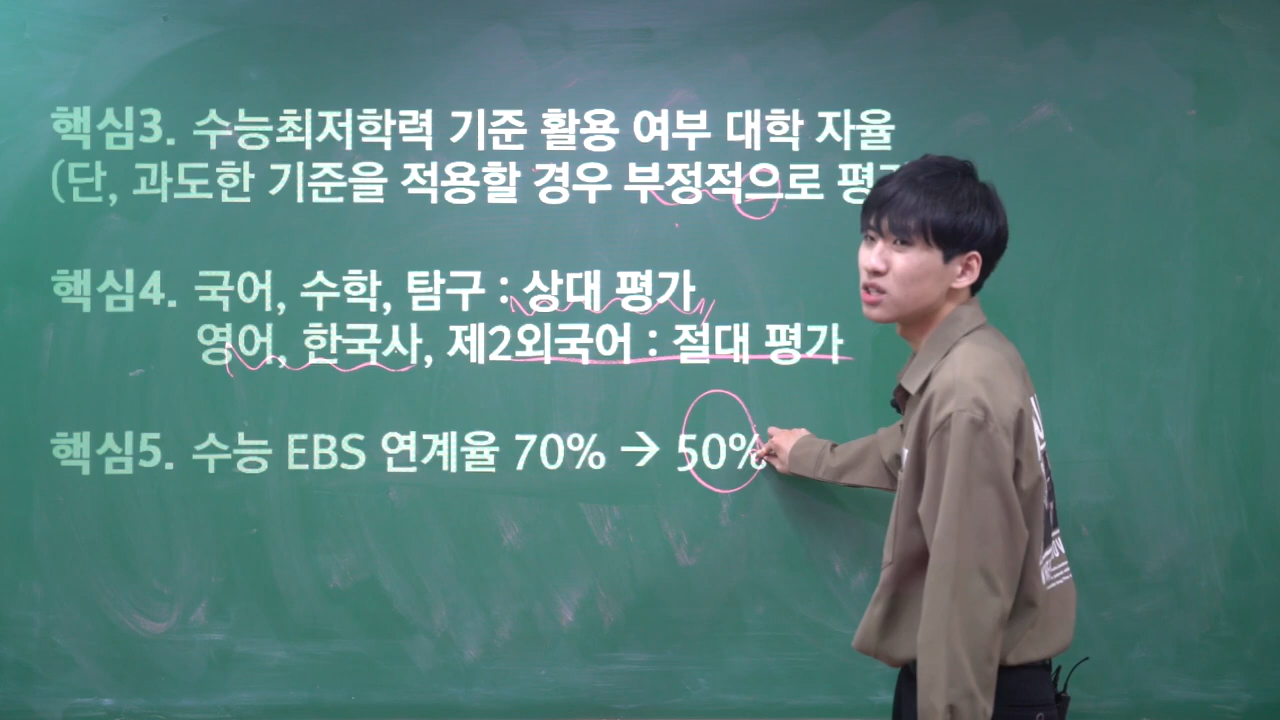 핵심3. 수능최저학력 기준 활용 여부 대학 자율
(단, 과도한 기준을 적용할 경우 부정적으로
핵심4. 국어, 수학, 탐구 : 상대 평가
영어, 한국사, 제2외국어 : 절대 평가
핵심5. 수능 EBS 연계율 70% → 50%